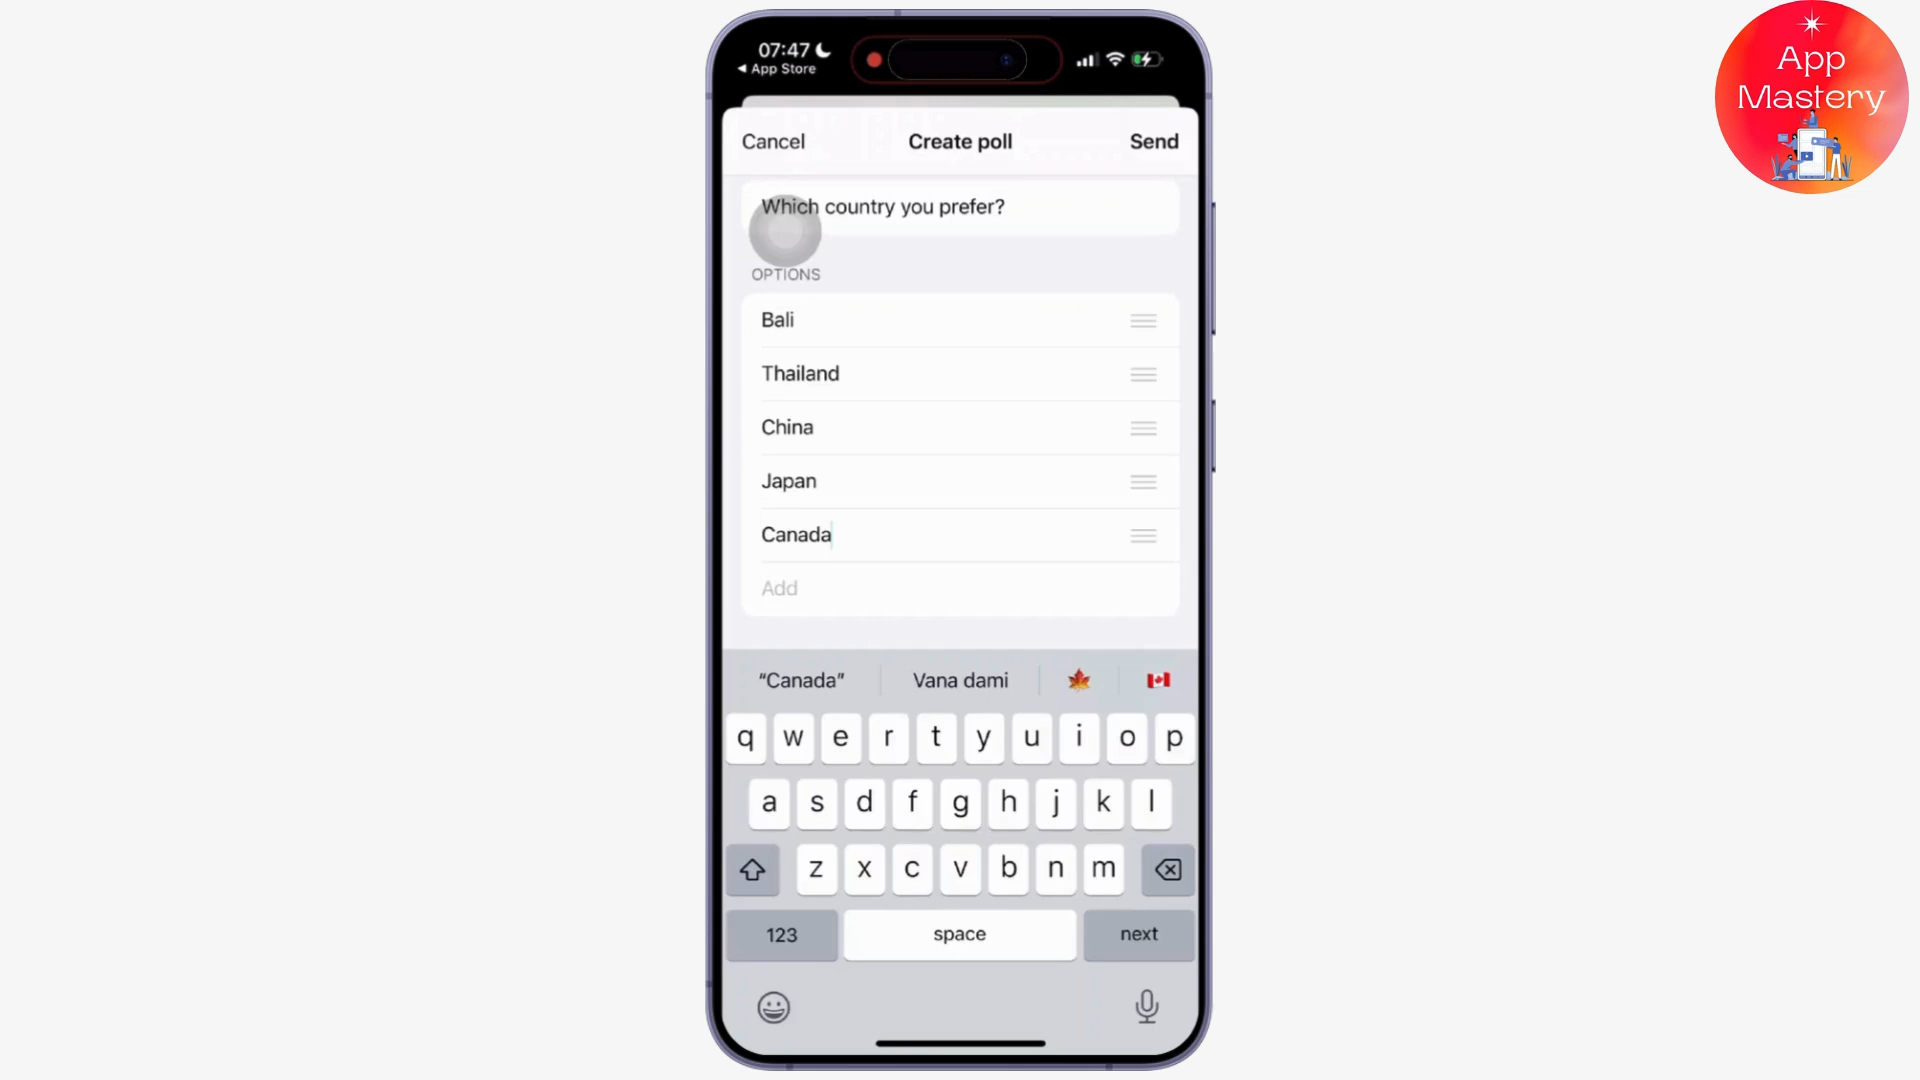 07:47
App Store
App
Mastery
Cancel
Create poll
Send
Which country you prefer?
OPTIONS
Bali
Thailand
China
Japan
Canada
Add
“Canada”
Vana dami
q w e r t y u i o p
a s d f g h j k l
z x c v b n m
123
space
next